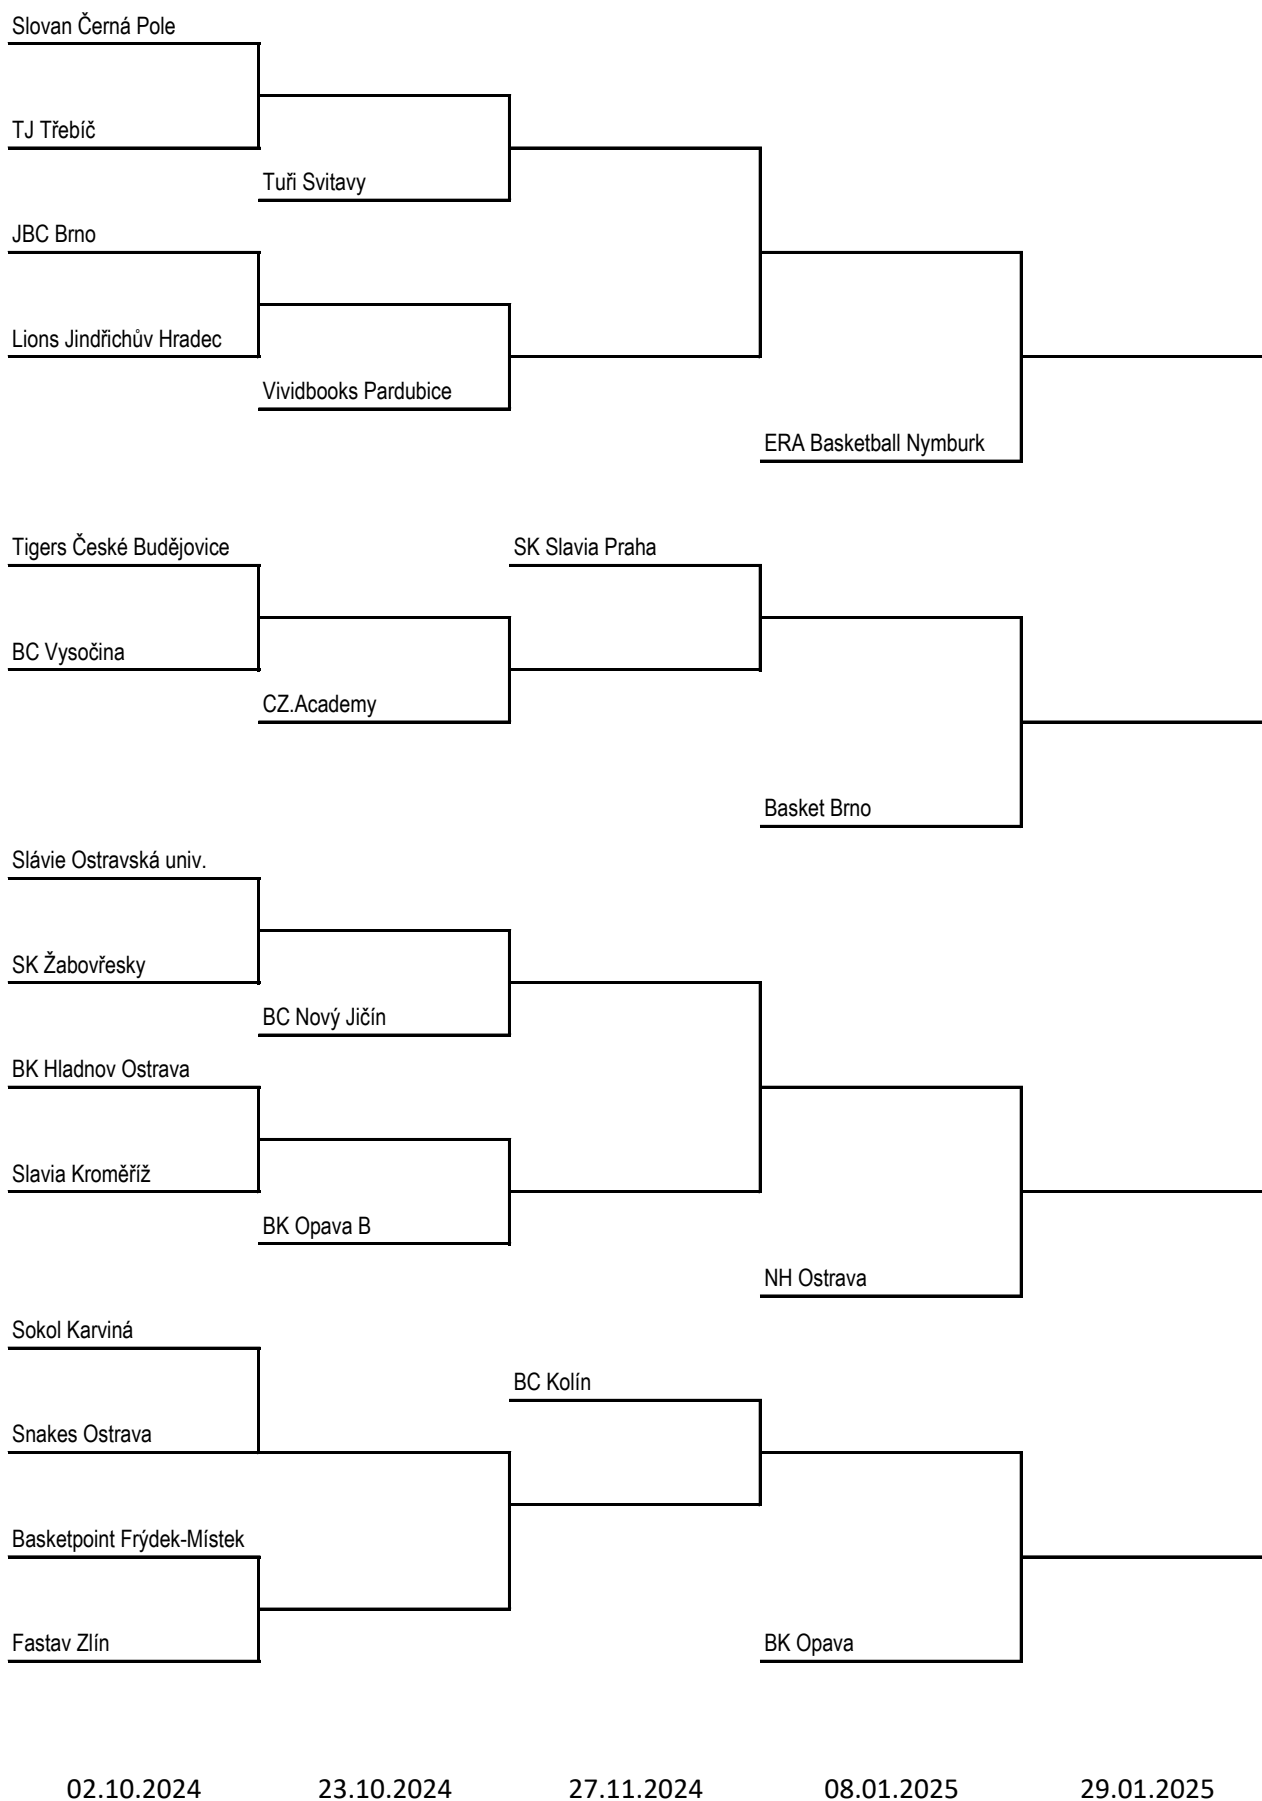 Slovan Černá Pole
TJ Třebíč
Tuři Svitavy
JBC Brno
Lions Jindřichův Hradec
Vividbooks Pardubice
ERA Basketball Nymburk
Tigers České Budějovice
SK Slavia Praha
BC Vysočina
CZ.Academy
Basket Brno
Slávie Ostravská univ.
SK Žabovřesky
BC Nový Jičín
BK Hladnov Ostrava
Slavia Kroměříž
BK Opava B
NH Ostrava
Sokol Karviná
BC Kolín
Snakes Ostrava
Basketpoint Frýdek-Místek
Fastav Zlín
BK Opava
02.10.2024 23.10.2024 27.11.2024 08.01.2025 29.01.2025